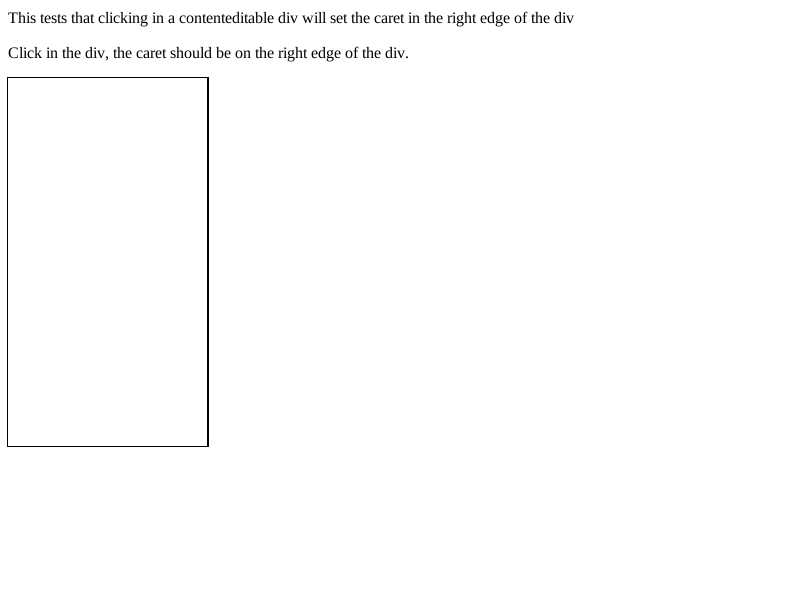 This tests that clicking in a contenteditable div will set the caret in the right edge of the div
Click in the div, the caret should be on the right edge of the div.